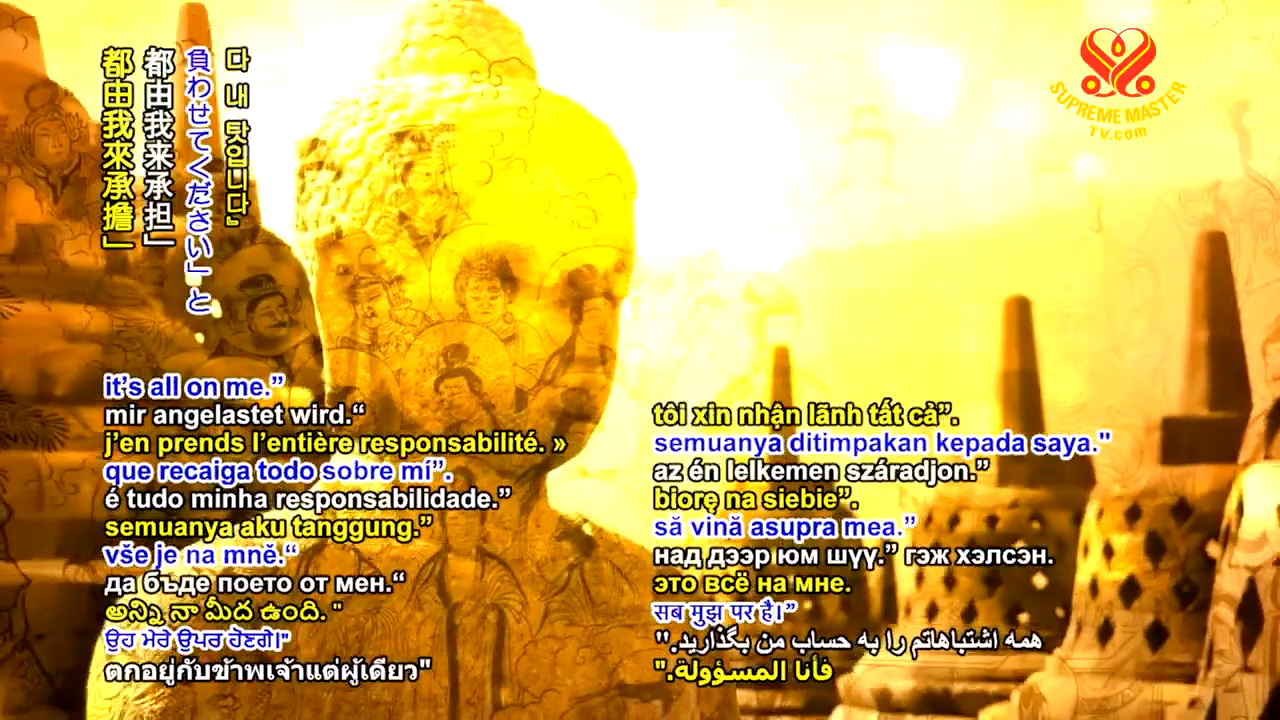 다 내 탓입니다』
負わせてください」と
都由我来承担」
都由我來承擔」
SUPREME MASTER
TV.com
it’s all on me.”
mir angelastet wird.“
j’en prends l’entière responsabilité. »
que recaiga todo sobre mí”.
é tudo minha responsabilidade.”
semuanya aku tanggung.”
vše je na mně.“
да бъде поето от мен.“
అన్ని నా మీద ఉంది. "
ਉਹ ਮੇਰੇ ਉਪਰ ਹੋਣਗੀ।"
ตกอยู่กับข้าพเจ้าแต่ผู้เดียว"
tôi xin nhận lãnh tất cả”.
semuanya ditimpakan kepada saya."
az én lelkemen száradjon.”
biorę na siebie”.
să vină asupra mea.”
над дээр юм шүү.” гэж хэлсэн.
это всё на мне.
सब मुझ पर है।”
همه اشتباهاتم را به حساب من بگذارید."
فأنا المسؤولة."